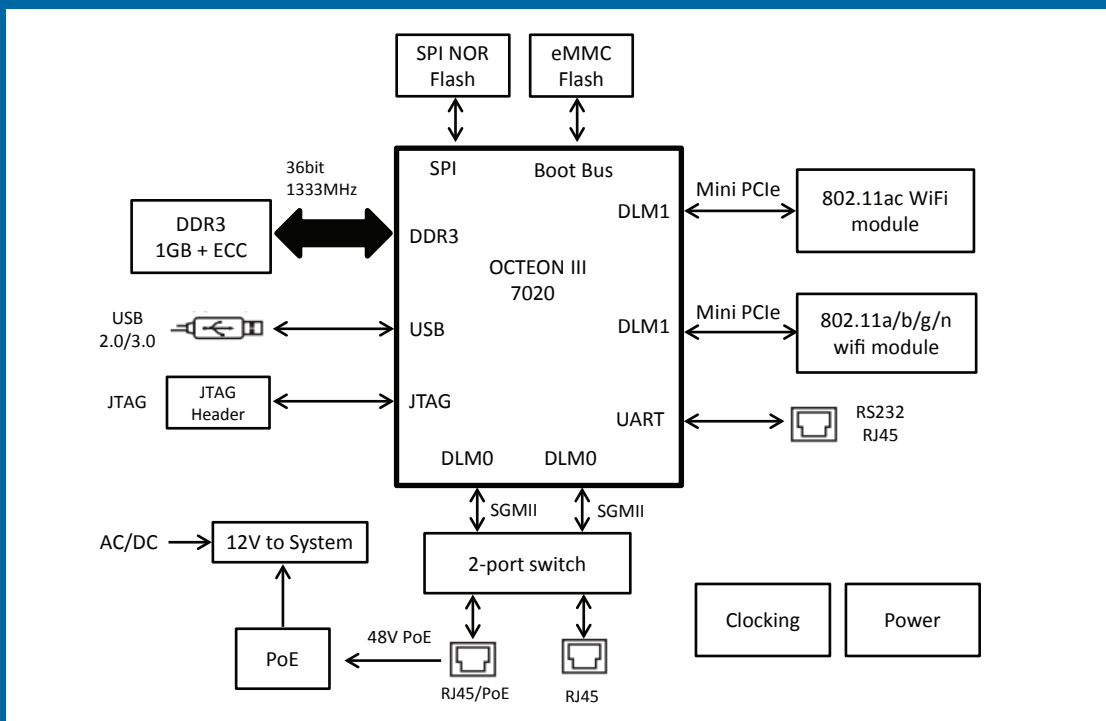 SPI NOR
Flash
eMMC
Flash
36bit
1333MHz
SPI
Boot Bus
Mini PCIe
802.11ac WiFi
module
DLM1
DDR3
1GB + ECC
DDR3
OCTEON III
7020
USB
2.0/3.0
USB
DLM1
Mini PCIe
802.11a/b/g/n
wifi module
JTAG
JTAG
Header
JTAG
UART
RS232
RJ45
DLM0
DLM0
SGMII
SGMII
AC/DC
12V to System
2-port switch
Clocking
Power
48V PoE
PoE
RJ45/PoE
RJ45